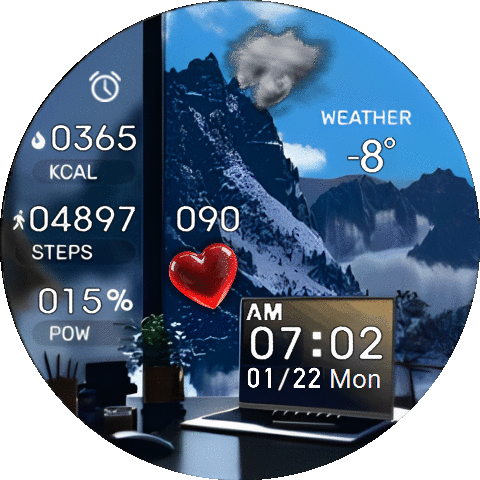 WEATHER
-8°
0365
KCAL
04897
STEPS
090
015%
POW
AM
07:02
01/22 Mon